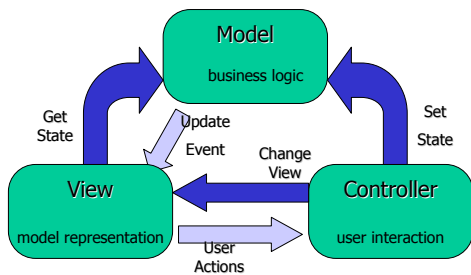 Model
business logic
Get
State
Update
Event
Set
State
Change
View
View
model representation
Controller
user interaction
User
Actions